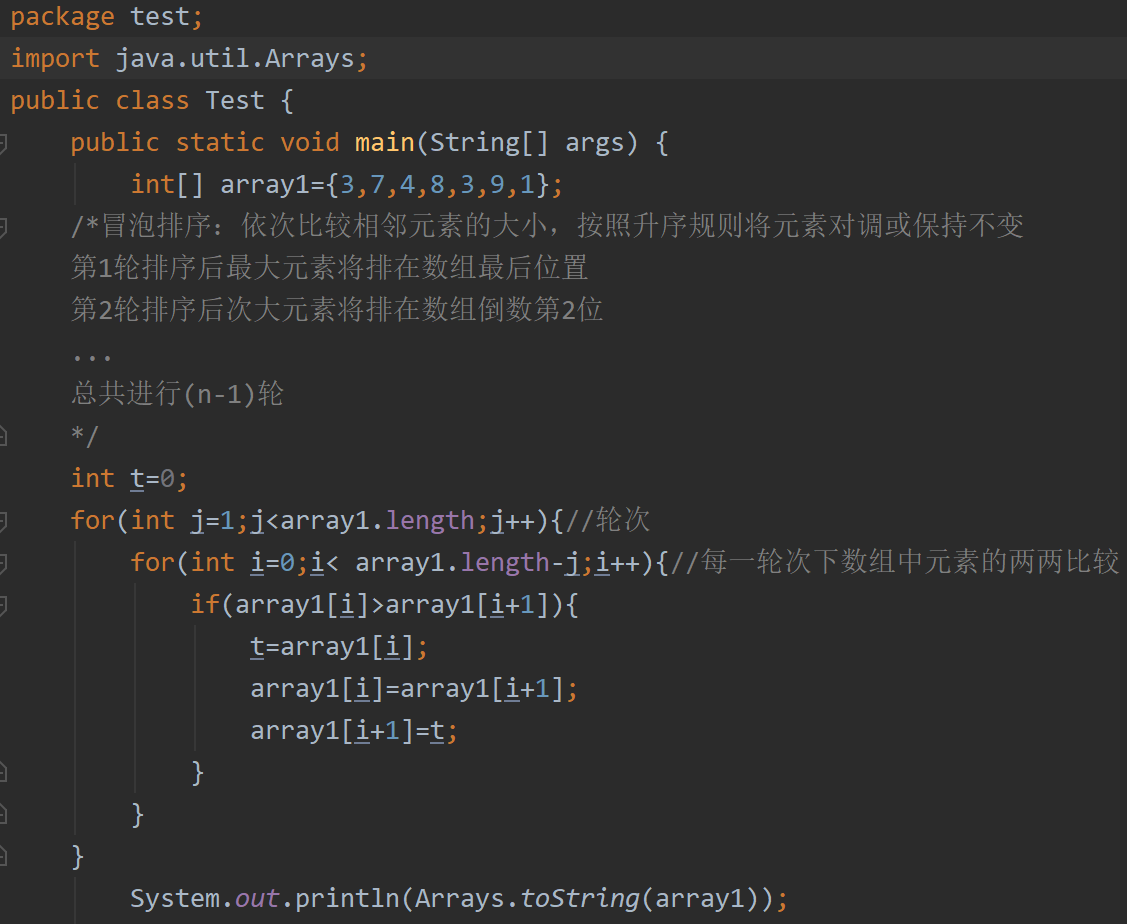 package test;
import java.util.Arrays;
public class Test {
    public static void main(String[] args) {
        int[] array1={3,7,4,8,3,9,1};
    /*冒泡排序：依次比较相邻元素的大小，按照升序规则将元素对调或保持不变
    第1轮排序后最大元素将排在数组最后位置
    第2轮排序后次大元素将排在数组倒数第2位
    ...
    总共进行(n-1)轮
    */
    int t=0;
    for(int j=1;j<array1.length;j++){//轮次
        for(int i=0;i< array1.length-j;i++){//每一轮次下数组中元素的两两比较
            if(array1[i]>array1[i+1]){
                t=array1[i];
                array1[i]=array1[i+1];
                array1[i+1]=t;
            }
        }
    }
        System.out.println(Arrays.toString(array1));